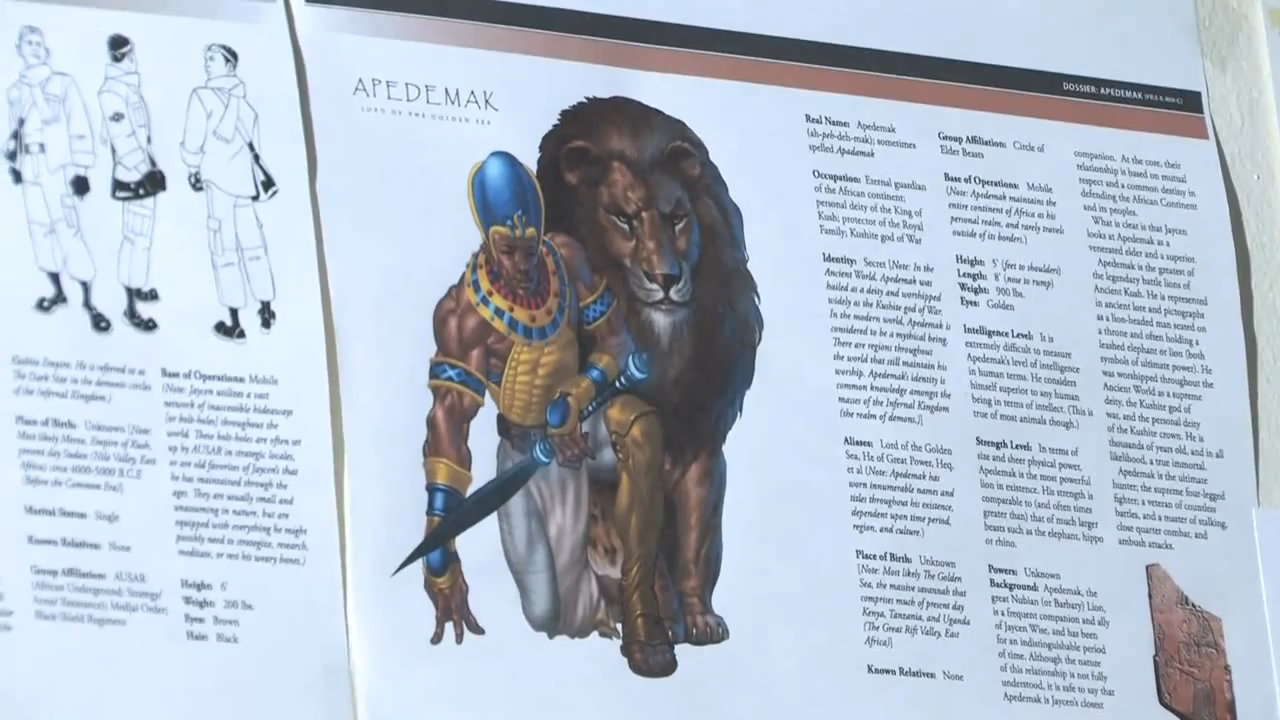 Kushite Empire. He is referred to as
The Dark Star in the demonic circles
of the Infernal Kingdom.)
Place of Birth: Unknown [Note:
Most likely Meroe, Empire of Kush,
present day Sudan (Nile Valley, East
Africa) circa 4000-5000 B.C.E
(Before the Common Era)]
Marital Status: Single
Known Relatives: None
Group Affiliation: AUSAR
(African Underground: Strategy/
Medjai Order;
Black Shield Regiment
Base of Operations: Mobile
(Note: Jaycen utilizes a vast
network of inaccessible hideaways
[or bolt-holes] throughout the
world. These bolt-holes are often set
up by AUSAR in strategic locales,
or are old favorites of Jaycen's that
he has maintained through the
ages. They are usually small and
unassuming in nature, but are
equipped with everything he might
possibly need to strategize, research,
meditate, or rest his weary bones.)
Height: 6'
Weight: 200 lbs.
Eyes: Brown
Hair: Black
APEDEMAK
LORD OF THE GOLDEN SEA
DOSSIER: APEDEMAK
Real Name: Apedemak
(ah-peh-deh-mak); sometimes
spelled Apadamak
Occupation: Eternal guardian
of the African continent;
personal deity of the King of
Kush; protector of the Royal
Family; Kushite god of War
Identity: Secret [Note: In the
Ancient World, Apedemak was
hailed as a deity and worshipped
widely as the Kushite god of War.
In the modern world, Apedemak is
considered to be a mythical being.
There are regions throughout
the world that still maintain his
worship. Apedemak's identity is
common knowledge amongst the
masses of the Infernal Kingdom
(the realm of demons.)]
Aliases: Lord of the Golden
Sea, He of Great Power, Heq,
et al (Note: Apedemak has
worn innumerable names and
titles throughout his existence,
dependent upon time period,
region, and culture.)
Place of Birth: Unknown
[Note: Most likely The Golden
Sea, the massive savannah that
comprises much of present day
Kenya, Tanzania, and Uganda
(The Great Rift Valley, East
Africa)]
Known Relatives: None
Group Affiliation: Circle of
Elder Beasts
Base of Operations: Mobile
(Note: Apedemak maintains the
entire continent of Africa as his
personal realm, and rarely travels
outside of its borders.)
Height: 5' (feet to shoulders)
Length: 8' (nose to rump)
Weight: 900 lbs.
Eyes: Golden
Intelligence Level: It is
extremely difficult to measure
Apedemak's level of intelligence
in human terms. He considers
himself superior to any human
being in terms of intellect. (This is
true of most animals though.)
Strength Level: In terms of
size and sheer physical power,
Apedemak is the most powerful
lion in existence. His strength is
comparable to (and often times
greater than) that of much larger
beasts such as the elephant, hippo
or rhino.
Powers: Unknown
Background: Apedemak, the
great Nubian (or Barbary) Lion,
is a frequent companion and ally
of Jaycen Wise, and has been
for an indistinguishable period
of time. Although the nature
of this relationship is not fully
understood, it is safe to say that
Apedemak is Jaycen's closest
companion. At the core, their
relationship is based on mutual
respect and a common destiny in
defending the African Continent
and its peoples.
What is clear is that Jaycen
looks at Apedemak as a
venerated elder and a superior.
Apedemak is the greatest of
the legendary battle lions of
Ancient Kush. He is represented
in ancient lore and pictographs
as a lion-headed man seated on
a throne and often holding a
leashed elephant or lion (both
symbols of ultimate power). He
was worshipped throughout the
Ancient World as a supreme
deity, the Kushite god of
war, and the personal deity
of the Kushite crown. He is
thousands of years old, and in all
likelihood, a true immortal.
Apedemak is the ultimate
hunter; the supreme four-legged
fighter; a veteran of countless
battles, and a master of stalking,
close quarter combat, and
ambush attacks.